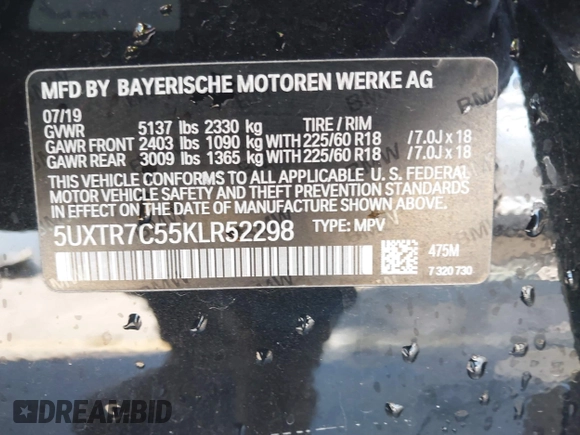 MFD BY BAYERISCHE MOTOREN WERKE AG
07/19
GVWR 5137 lbs 2330 kg TIRE / RIM
GAWR FRONT 2403 lbs 1090 kg WITH 225/60 R18 /7.0J x 18
GAWR REAR 3009 lbs 1365 kg WITH 225/60 R18 /7.0J x 18
THIS VEHICLE CONFORMS TO ALL APPLICABLE U.S. FEDERAL
MOTOR VEHICLE SAFETY AND THEFT PREVENTION STANDARDS
IN EFFECT ON THE DATE OF MANUFACTURE SHOWN ABOVE.
5UXTR7C55KLR52298 TYPE: MPV
475M
7 320 730
DREAMBID